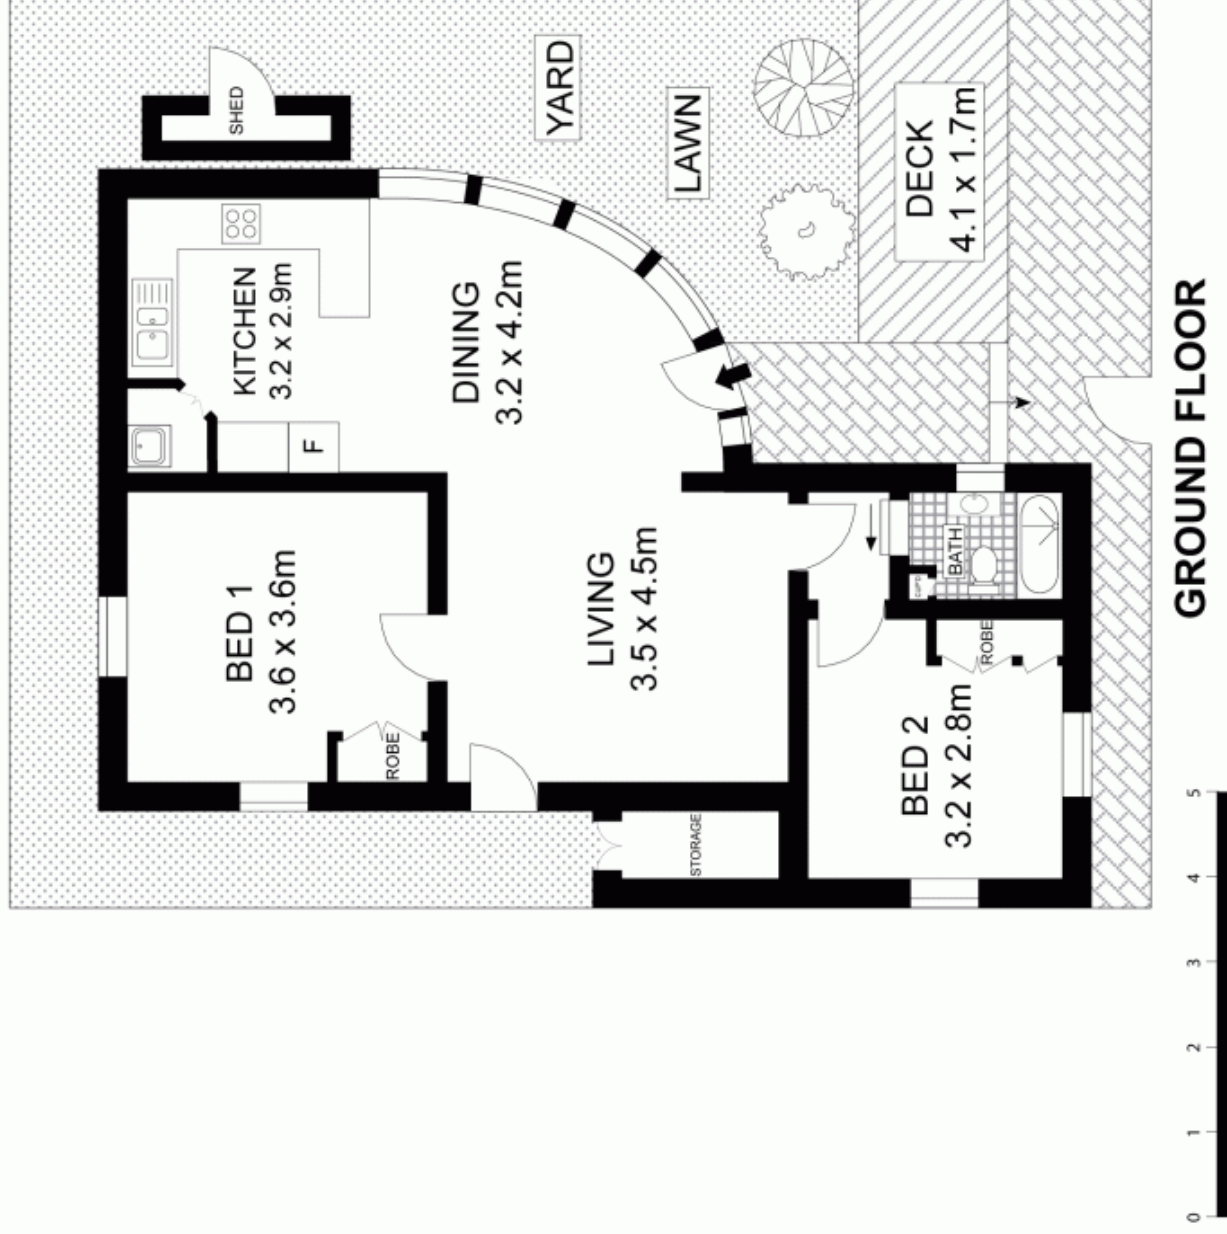 GROUND FLOOR
SHED
YARD
LAWN
DECK
4.1 x 1.7m
KITCHEN
3.2 x 2.9m
DINING
3.2 x 4.2m
F
BED 1
3.6 x 3.6m
LIVING
3.5 x 4.5m
BATH
CUP'D
ROBE
ROBE
BED 2
3.2 x 2.8m
STORAGE
0 1 2 3 4 5